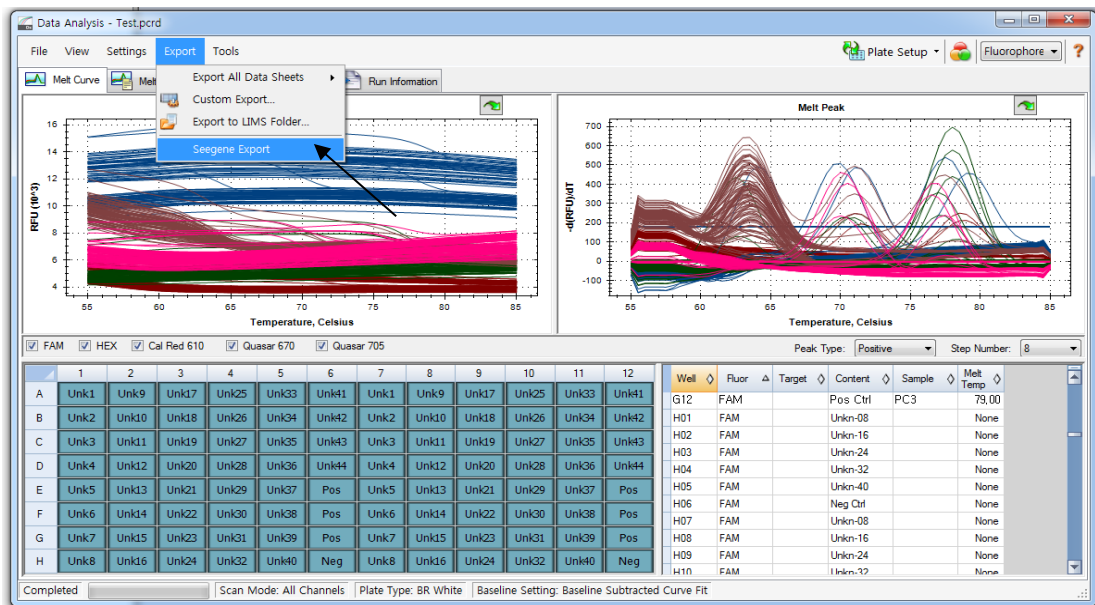 Data Analysis - Test.pcrd
File View Settings Export Tools Plate Setup Fluorophore ?
Melt Curve Run Information
Export All Data Sheets
Custom Export...
Export to LIMS Folder...
Seegene Export
16
14
12
10
8
6
4
RFU (10^3)
55 60 65 70 75 80 85
Temperature, Celsius
Melt Peak
700
600
500
400
300
200
100
0
-100
-d(RFU)/dT
55 60 65 70 75 80 85
Temperature, Celsius
FAM HEX Cal Red 610 Quasar 670 Quasar 705 Peak Type: Positive Step Number: 8
1 2 3 4 5 6 7 8 9 10 11 12
A Unk1 Unk9 Unk17 Unk25 Unk33 Unk41 Unk1 Unk9 Unk17 Unk25 Unk33 Unk41
B Unk2 Unk10 Unk18 Unk26 Unk34 Unk42 Unk2 Unk10 Unk18 Unk26 Unk34 Unk42
C Unk3 Unk11 Unk19 Unk27 Unk35 Unk43 Unk3 Unk11 Unk19 Unk27 Unk35 Unk43
D Unk4 Unk12 Unk20 Unk28 Unk36 Unk44 Unk4 Unk12 Unk20 Unk28 Unk36 Unk44
E Unk5 Unk13 Unk21 Unk29 Unk37 Pos Unk5 Unk13 Unk21 Unk29 Unk37 Pos
F Unk6 Unk14 Unk22 Unk30 Unk38 Pos Unk6 Unk14 Unk22 Unk30 Unk38 Pos
G Unk7 Unk15 Unk23 Unk31 Unk39 Pos Unk7 Unk15 Unk23 Unk31 Unk39 Pos
H Unk8 Unk16 Unk24 Unk32 Unk40 Neg Unk8 Unk16 Unk24 Unk32 Unk40 Neg
Well Fluor Target Content Sample Melt Temp
G12 FAM Pos Ctrl PC3 79,00
H01 FAM Unkn-08 None
H02 FAM Unkn-16 None
H03 FAM Unkn-24 None
H04 FAM Unkn-32 None
H05 FAM Unkn-40 None
H06 FAM Neg Ctrl None
H07 FAM Unkn-08 None
H08 FAM Unkn-16 None
H09 FAM Unkn-24 None
H10 FAM Unkn-32 None
Completed Scan Mode: All Channels Plate Type: BR White Baseline Setting: Baseline Subtracted Curve Fit